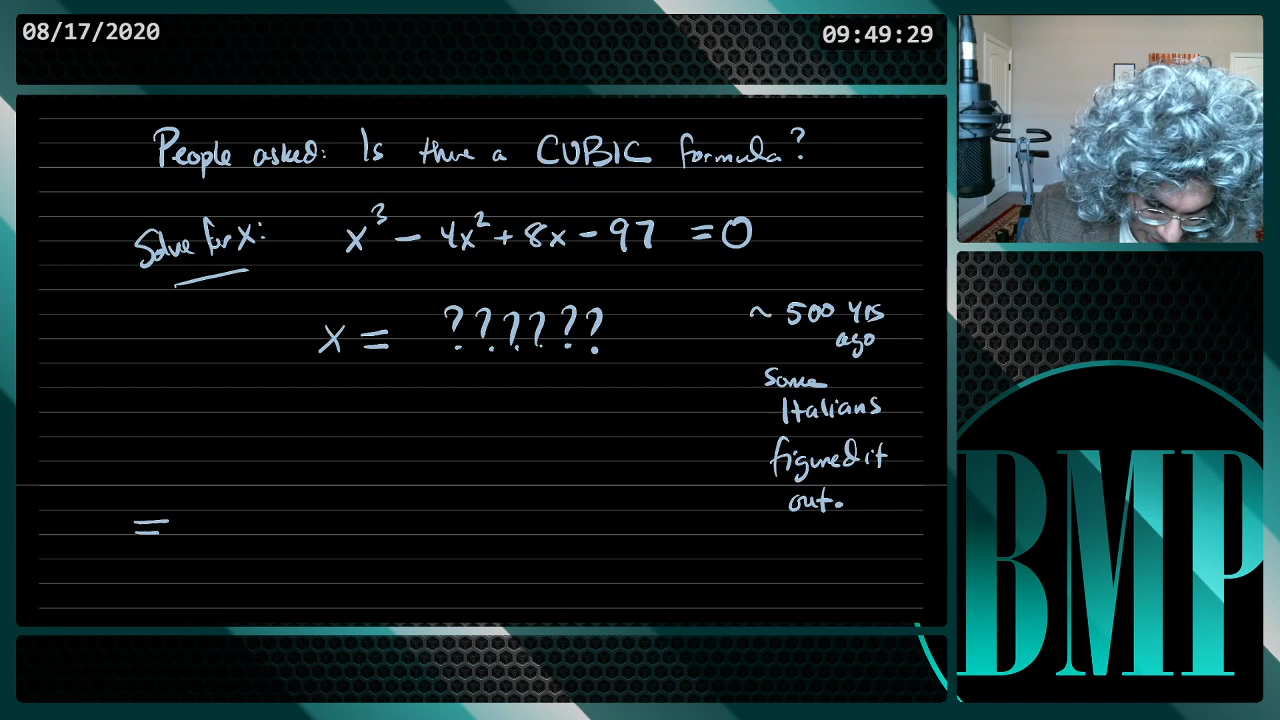 08/17/2020
09:49:29
People asked: Is there a CUBIC formula?
Solve for x: x³ - 4x² + 8x - 97 = 0
x = ??????
~ 500 yrs
ago
Some
Italians
figured it
out.
=
BMP